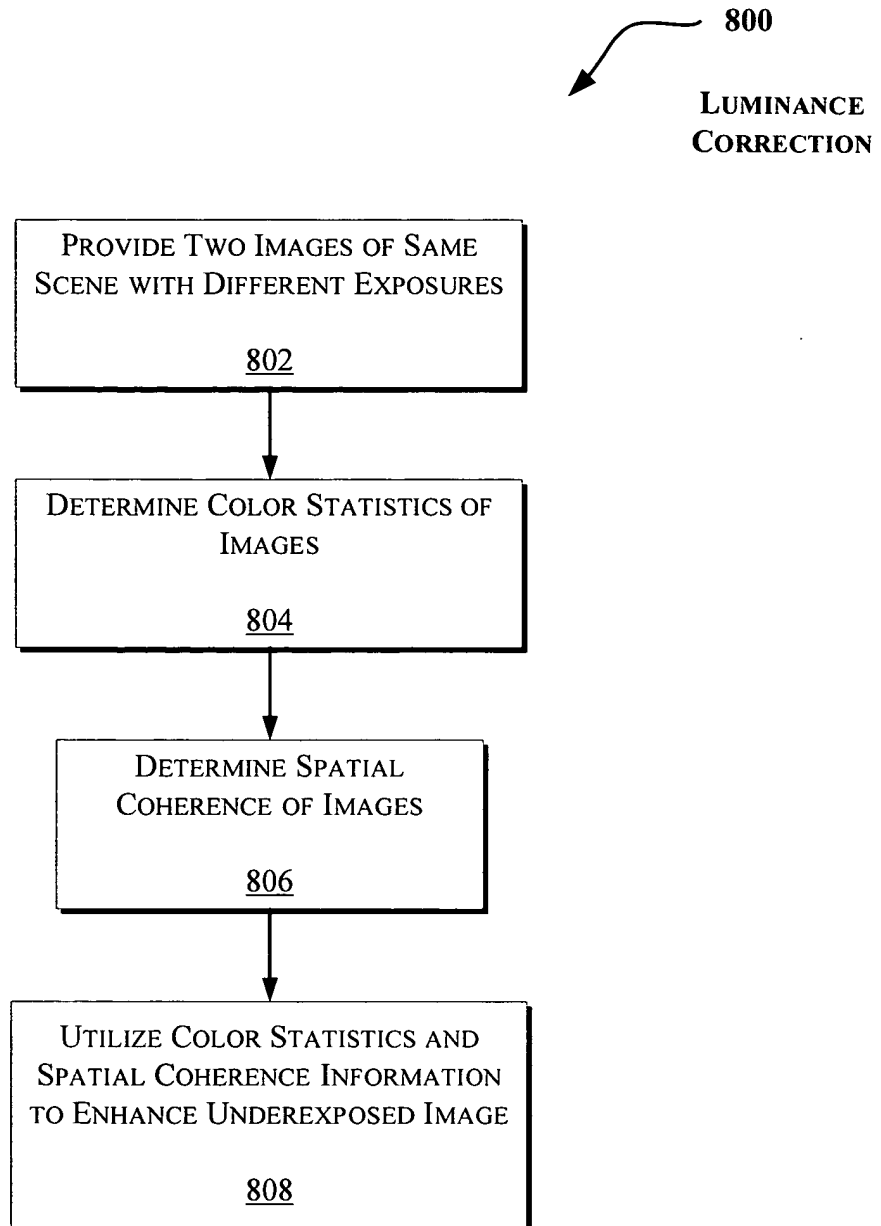 800
LUMINANCE
CORRECTION
PROVIDE TWO IMAGES OF SAME
SCENE WITH DIFFERENT EXPOSURES
802
DETERMINE COLOR STATISTICS OF
IMAGES
804
DETERMINE SPATIAL
COHERENCE OF IMAGES
806
UTILIZE COLOR STATISTICS AND
SPATIAL COHERENCE INFORMATION
TO ENHANCE UNDEREXPOSED IMAGE
808